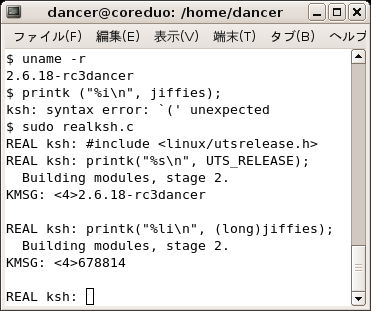 dancer@coreduo: /home/dancer
ファイル(F) 編集(E) 表示(V) 端末(T) タブ(B) ヘルプ
$ uname -r
2.6.18-rc3dancer
$ printk ("%i\n", jiffies);
ksh: syntax error: `(' unexpected
$ sudo realksh.c
REAL ksh: #include <linux/utsrelease.h>
REAL ksh: printk("%s\n", UTS_RELEASE);
  Building modules, stage 2.
KMSG: <4>2.6.18-rc3dancer
REAL ksh: printk("%li\n", (long)jiffies);
  Building modules, stage 2.
KMSG: <4>678814
REAL ksh: